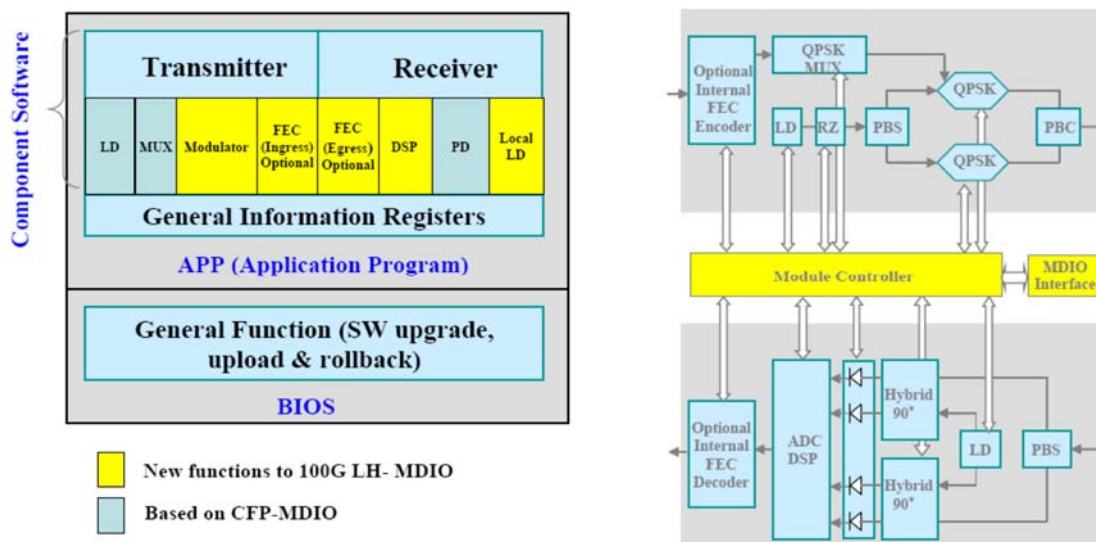 Component Software
Transmitter
Receiver
LD
MUX
Modulator
FEC
(Ingress)
Optional
FEC
(Egress)
Optional
DSP
PD
Local
LD
General Information Registers
APP (Application Program)
General Function (SW upgrade,
upload & rollback)
BIOS
New functions to 100G LH- MDIO
Based on CFP-MDIO
Optional
Internal
FEC
Encoder
QPSK
MUX
LD
RZ
PBS
QPSK
QPSK
PBC
Module Controller
MDIO
Interface
Optional
Internal
FEC
Decoder
ADC
DSP
Hybrid
90°
Hybrid
90°
LD
PBS